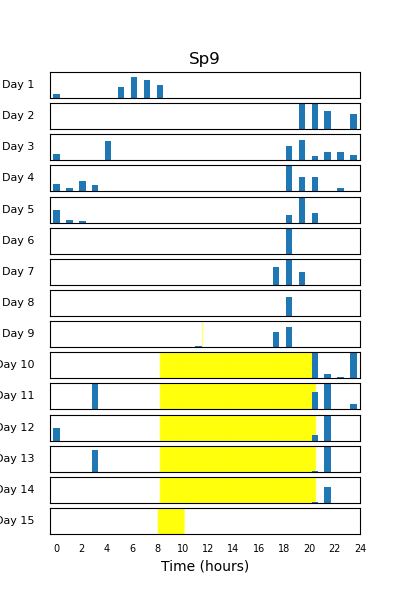 Sp9
Day 1
Day 2
Day 3
Day 4
Day 5
Day 6
Day 7
Day 8
Day 9
Day 10
Day 11
Day 12
Day 13
Day 14
Day 15
0 2 4 6 8 10 12 14 16 18 20 22 24
Time (hours)